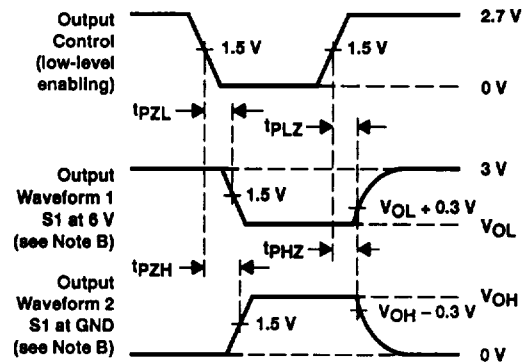 Output
Control
(low-level
enabling)
1.5 V
1.5 V
2.7 V
0 V
tPZL
tPLZ
Output
Waveform 1
S1 at 6 V
(see Note B)
1.5 V
3 V
VOL + 0.3 V
VOL
tPZH
tPHZ
Output
Waveform 2
S1 at GND
(see Note B)
1.5 V
VOH
VOH – 0.3 V
0 V